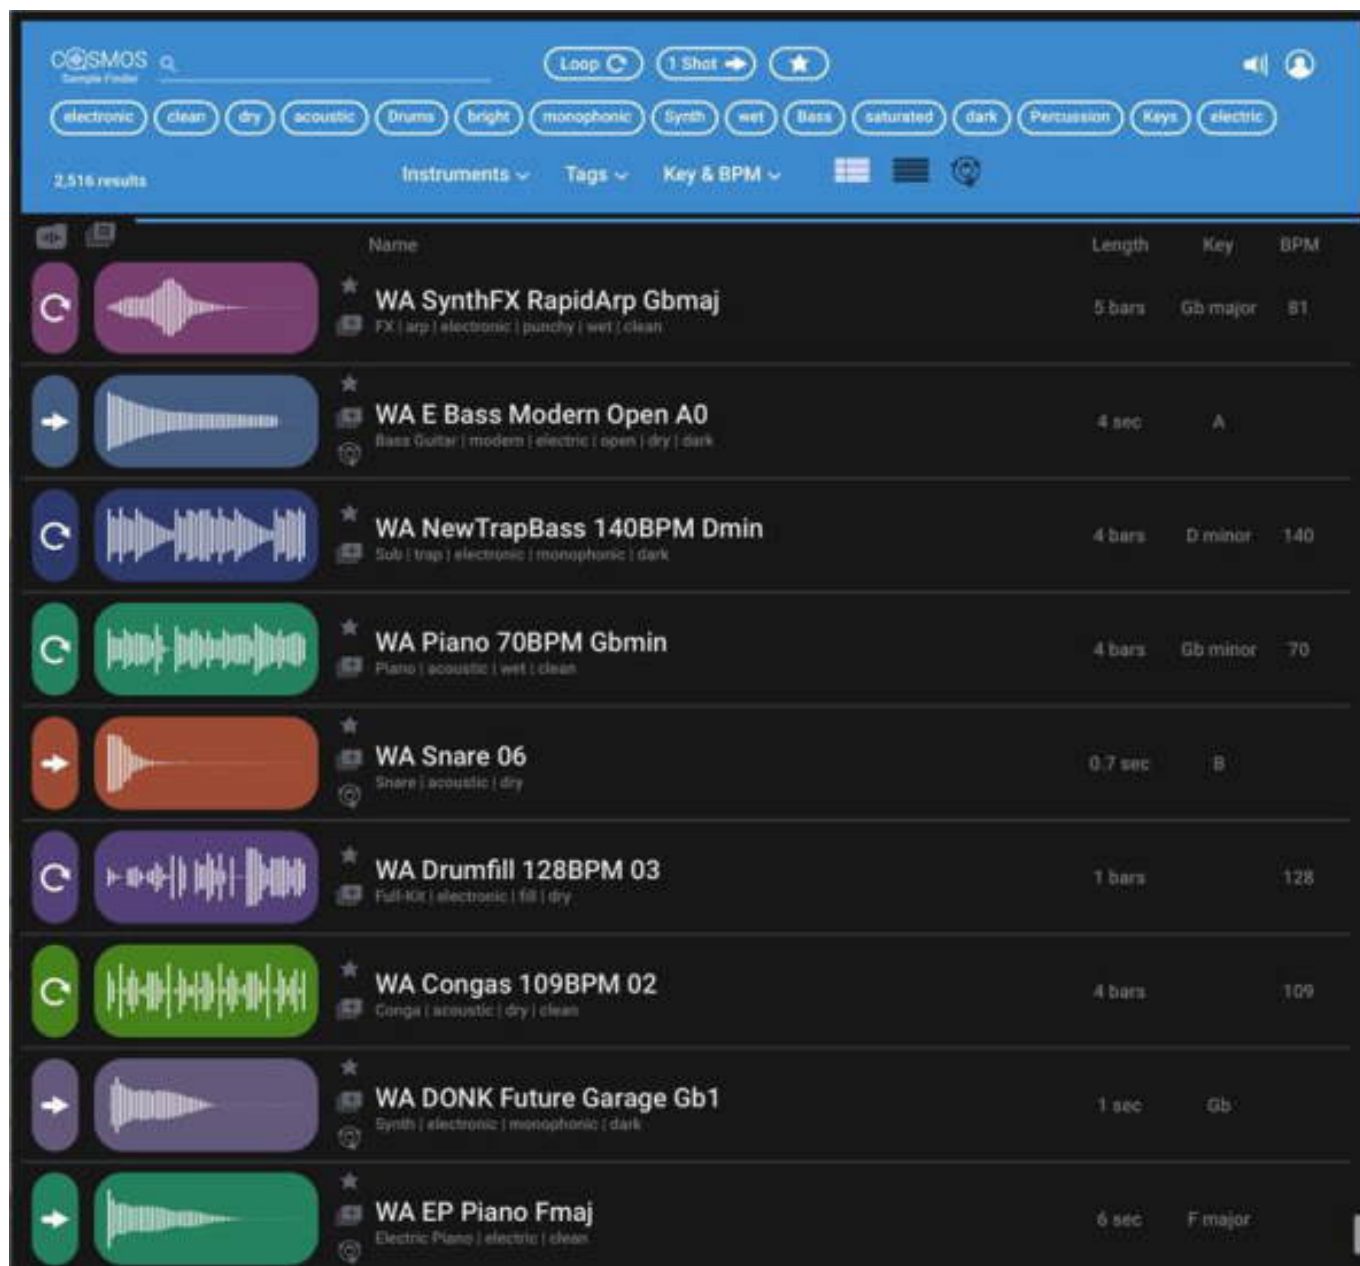 COSMOS
Sample Finder
Loop
1 Shot
electronic clean dry acoustic Drums bright monophonic Synth wet Bass saturated dark Percussion Keys electric
2,516 results Instruments Tags Key & BPM
Name Length Key BPM
WA SynthFX RapidArp Gbmaj 5 bars Gb major 81
FX | arp | electronic | punchy | wet | clean
WA E Bass Modern Open A0 4 sec A
Bass Guitar | modern | electric | open | dry | dark
WA NewTrapBass 140BPM Dmin 4 bars D minor 140
Sub | trap | electronic | monophonic | dark
WA Piano 70BPM Gbmin 4 bars Gb minor 70
Piano | acoustic | wet | clean
WA Snare 06 0.7 sec B
Snare | acoustic | dry
WA Drumfill 128BPM 03 1 bars 128
Full-Kit | electronic | fill | dry
WA Congas 109BPM 02 4 bars 109
Conga | acoustic | dry | clean
WA DONK Future Garage Gb1 1 sec Gb
Synth | electronic | monophonic | dark
WA EP Piano Fmaj 6 sec F major
Electric Piano | electric | clean